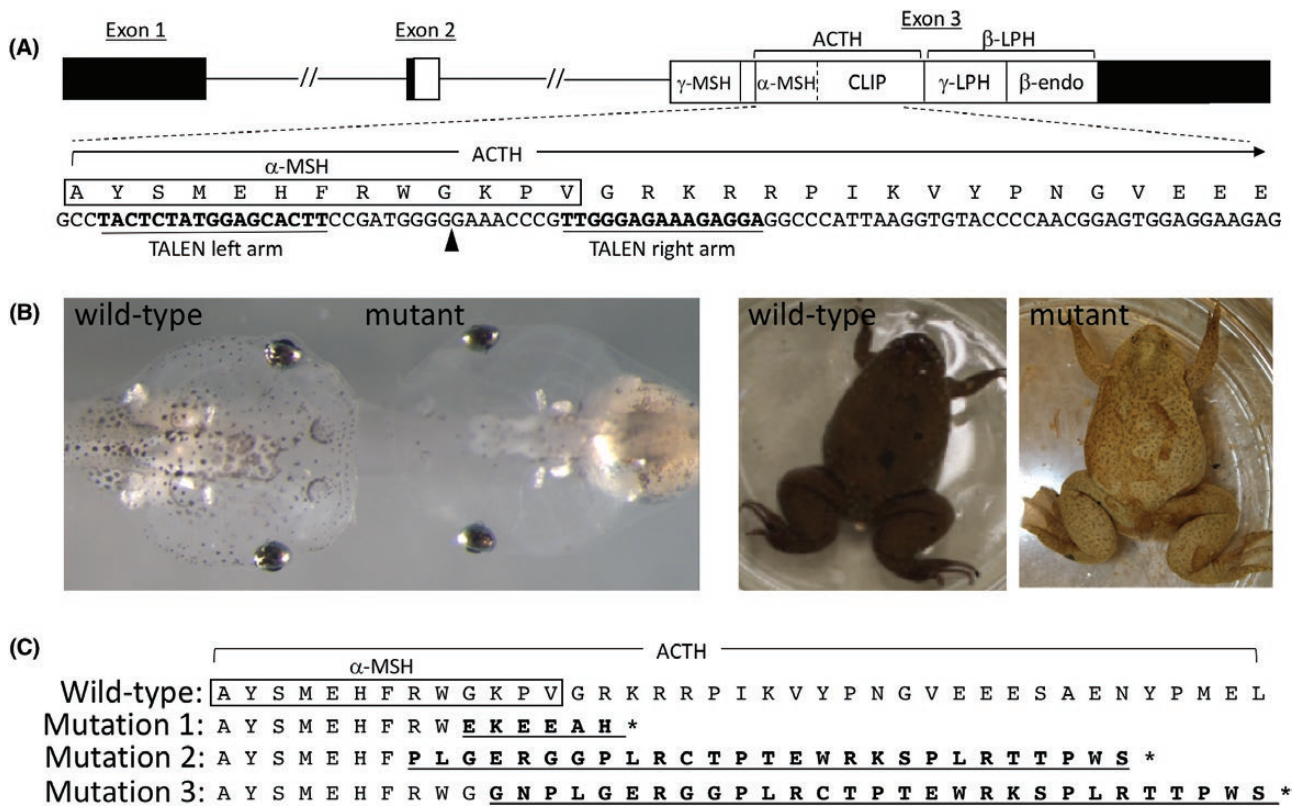 (A)
Exon 1
Exon 2
Exon 3
ACTH
β-LPH
γ-MSH
α-MSH
CLIP
γ-LPH
β-endo
ACTH
α-MSH
A Y S M E H F R W G K P V G R K R R P I K V Y P N G V E E E
GCCTACTCTATGGAGCACTTCCGATGGGGGAAACCCGTTGGGAGAAAGAGGAGGCCCATTAAGGTGTACCCCAACGGAGTGGAGGAAGAG
TALEN left arm
TALEN right arm
(B)
wild-type
mutant
wild-type
mutant
(C)
ACTH
α-MSH
Wild-type: A Y S M E H F R W G K P V G R K R R P I K V Y P N G V E E E S A E N Y P M E L
Mutation 1: A Y S M E H F R W E K E E A H *
Mutation 2: A Y S M E H F P L G E R G G P L R C T P T E W R K S P L R T T P W S *
Mutation 3: A Y S M E H F R W G G N P L G E R G G P L R C T P T E W R K S P L R T T P W S *